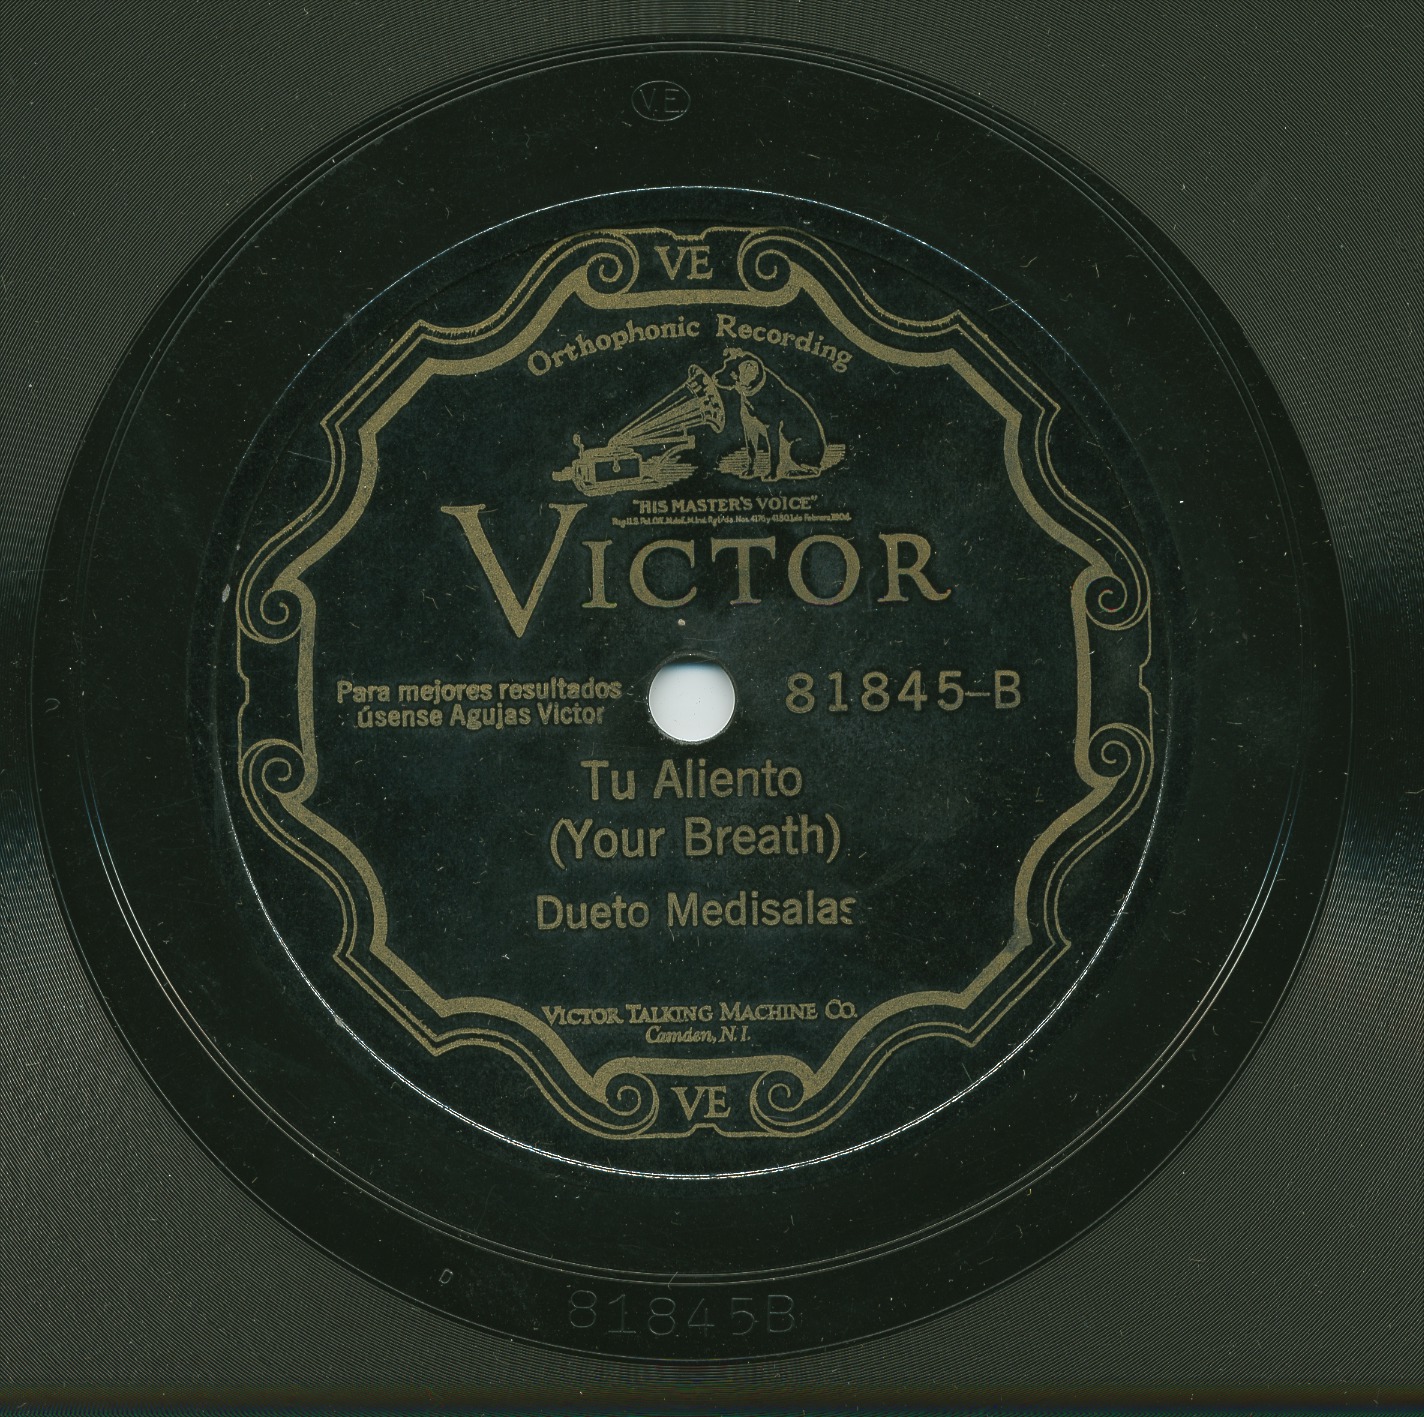 V.E.
VE
Orthophonic Recording
"HIS MASTER'S VOICE"
VICTOR
Para mejores resultados
úsense Agujas Victor
81845-B
Tu Aliento
(Your Breath)
Dueto Medisalas
VICTOR TALKING MACHINE CO.
Camden, N.J.
VE
81845B